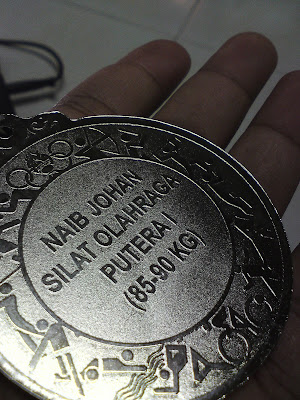 NAIB JOHAN
SILAT OLAHRAGA
PUTERA I
(85-90 KG)